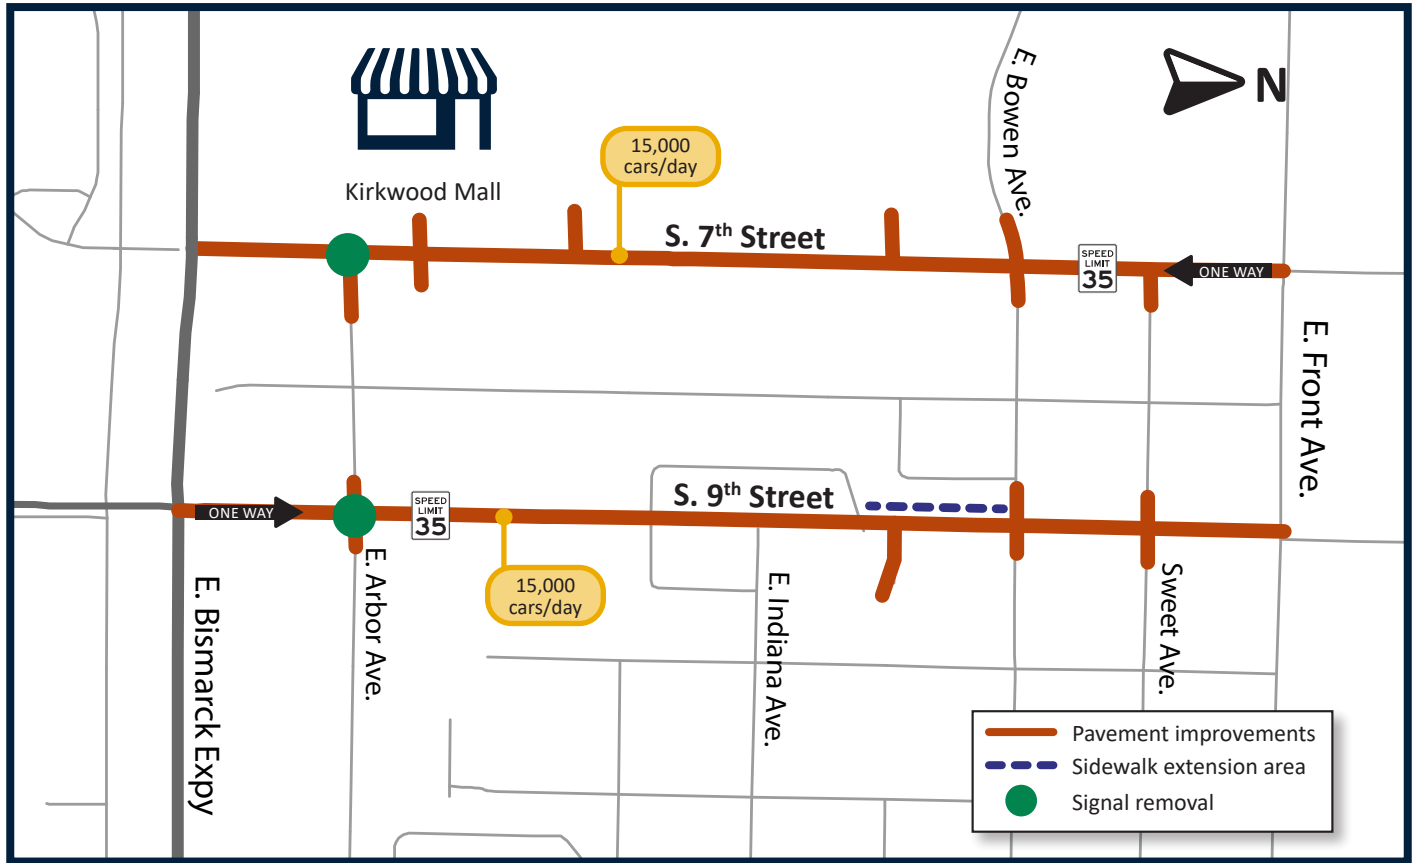 E. Bowen Ave.
N
15,000
cars/day
Kirkwood Mall
S. 7th Street
SPEED
LIMIT
35
ONE WAY
E. Front Ave.
S. 9th Street
ONE WAY
SPEED
LIMIT
35
15,000
cars/day
E. Bismarck Expy
E. Arbor Ave.
E. Indiana Ave.
Sweet Ave.
Pavement improvements
Sidewalk extension area
Signal removal